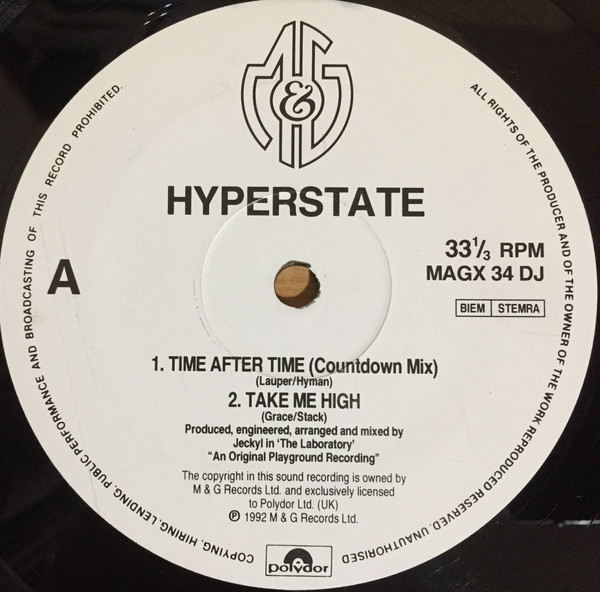 M&G
HYPERSTATE
33⅓ RPM
MAGX 34 DJ
A
BIEM STEMRA
1. TIME AFTER TIME (Countdown Mix)
(Lauper/Hyman)
2. TAKE ME HIGH
(Grace/Stack)
Produced, engineered, arranged and mixed by
Jeckyl in 'The Laboratory'
"An Original Playground Recording"
The copyright in this sound recording is owned by
M & G Records Ltd. and exclusively licensed
to Polydor Ltd. (UK)
℗ 1992 M & G Records Ltd.
polydor
ALL RIGHTS OF THE PRODUCER AND OF THE OWNER OF THE WORK REPRODUCED RESERVED. UNAUTHORISED COPYING, HIRING, LENDING, PUBLIC PERFORMANCE AND BROADCASTING OF THIS RECORD PROHIBITED.